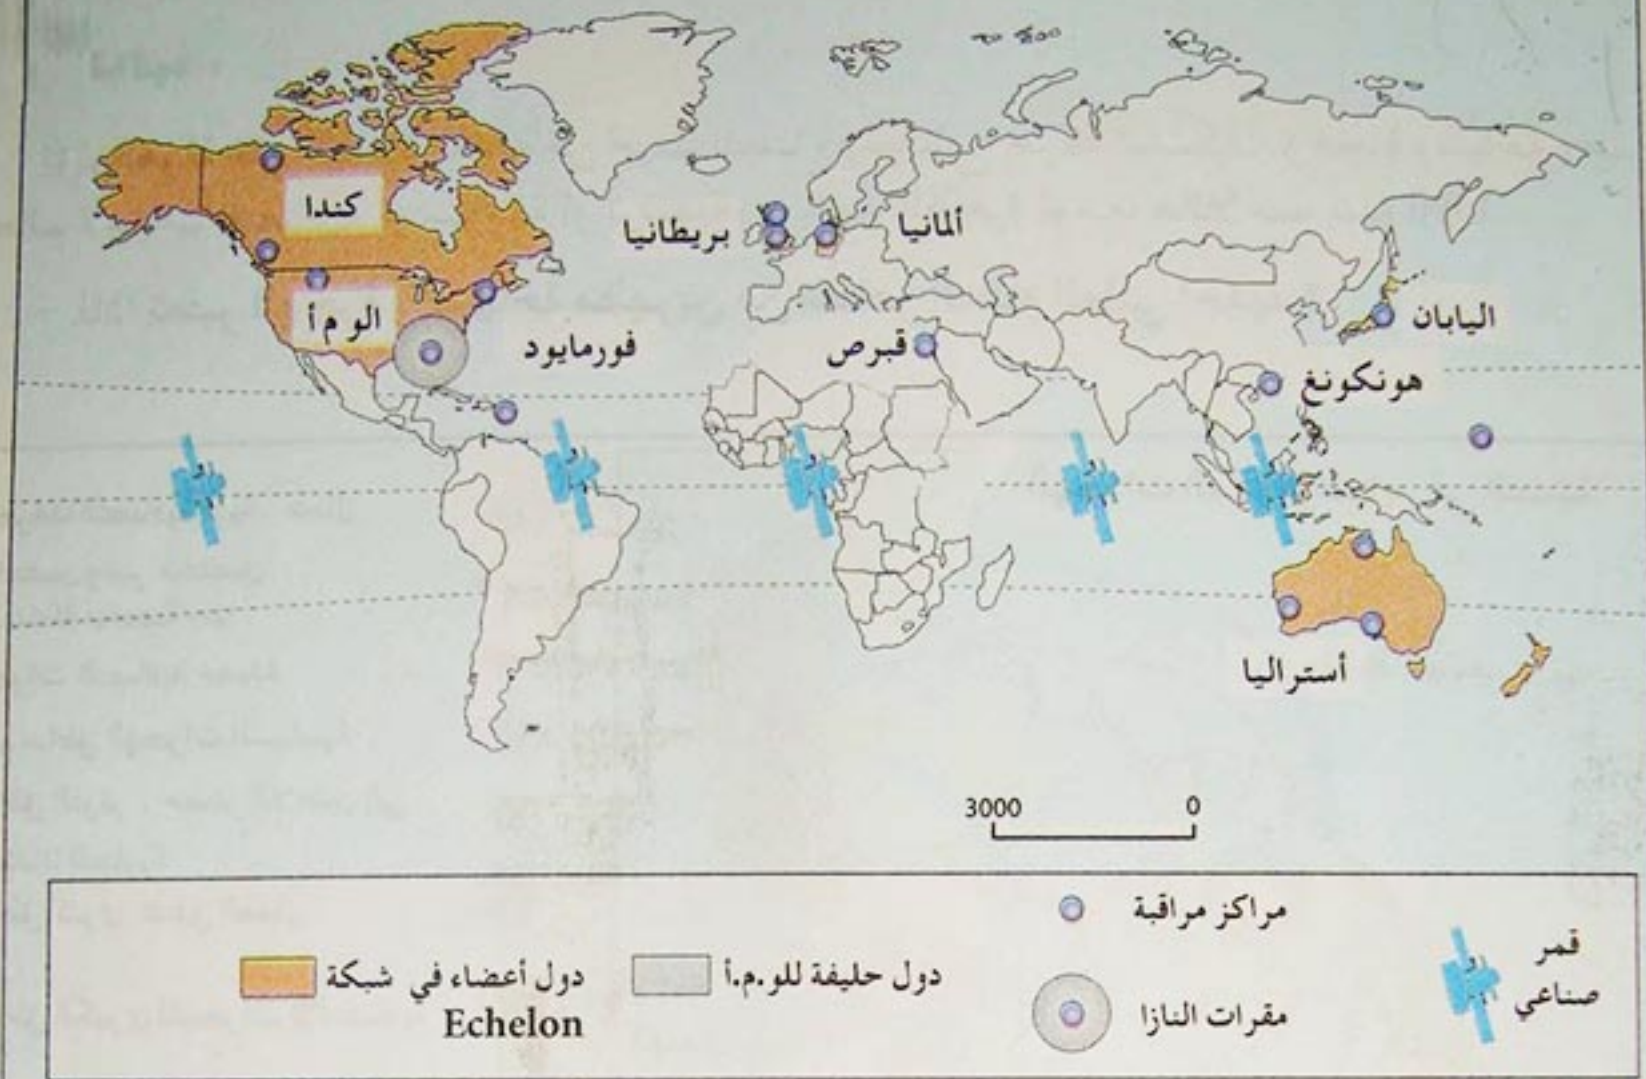 كندا
بريطانيا
ألمانيا
الو م أ
فورمايود
قبرص
اليابان
هونكونغ
أستراليا
3000 0
مراكز مراقبة
قمر
صناعي
دول أعضاء في شبكة
Echelon
دول حليفة للو.م.أ
مقرات النازا